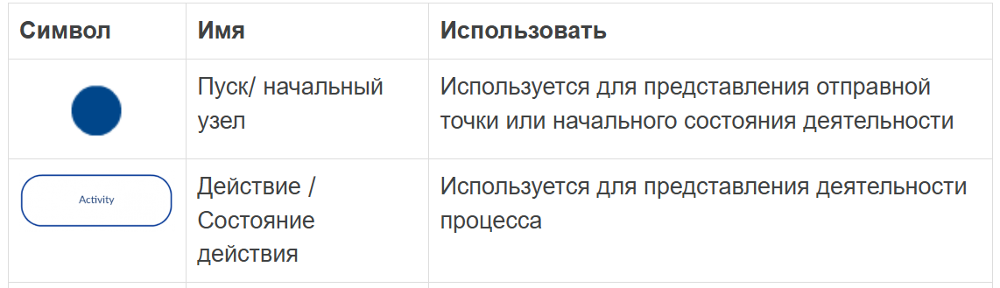 Символ Имя Использовать
Пуск/ начальный Используется для представления отправной
узел точки или начального состояния деятельности
Activity
Действие / Используется для представления деятельности
Состояние процесса
действия